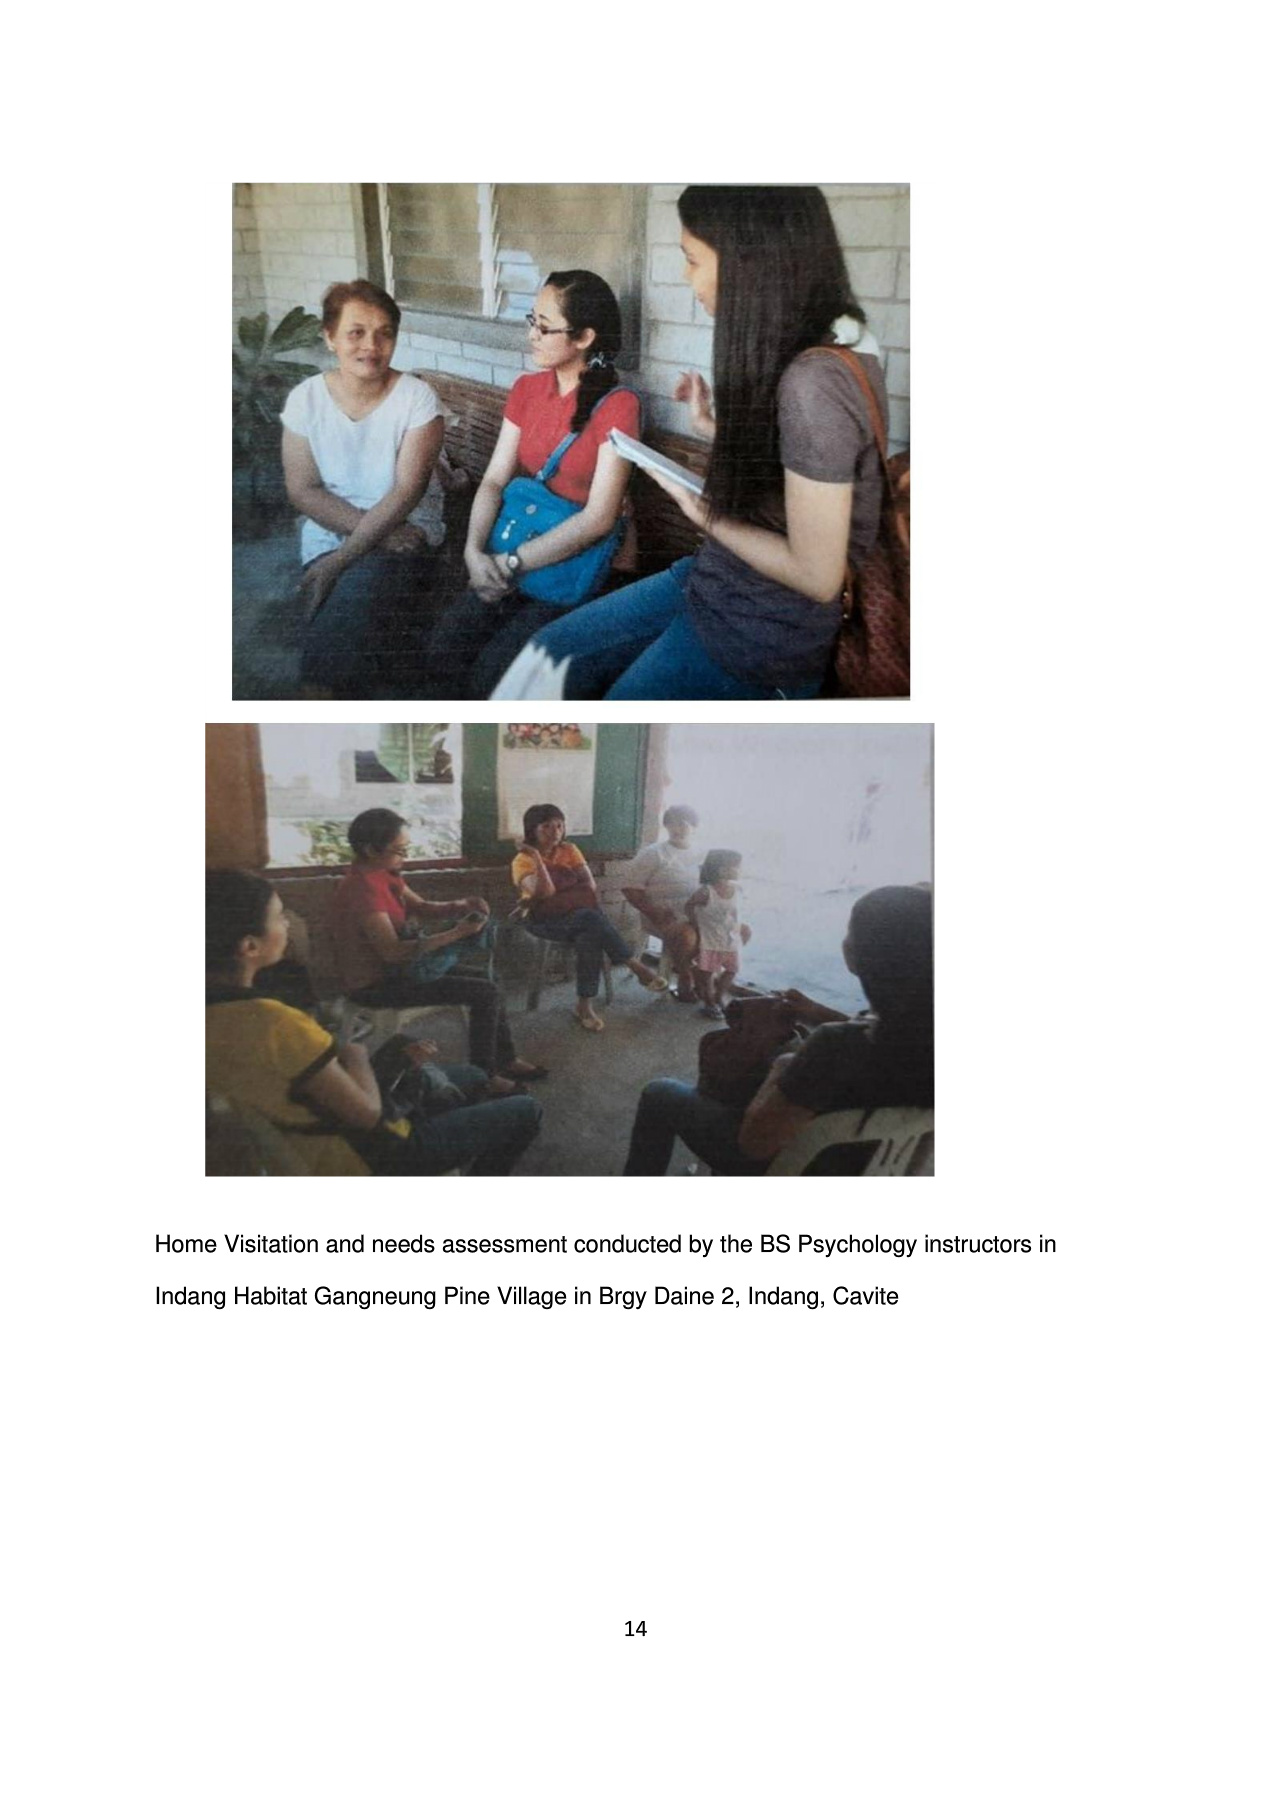 Home Visitation and needs assessment conducted by the BS Psychology instructors in
Indang Habitat Gangneung Pine Village in Brgy Daine 2, Indang, Cavite
14